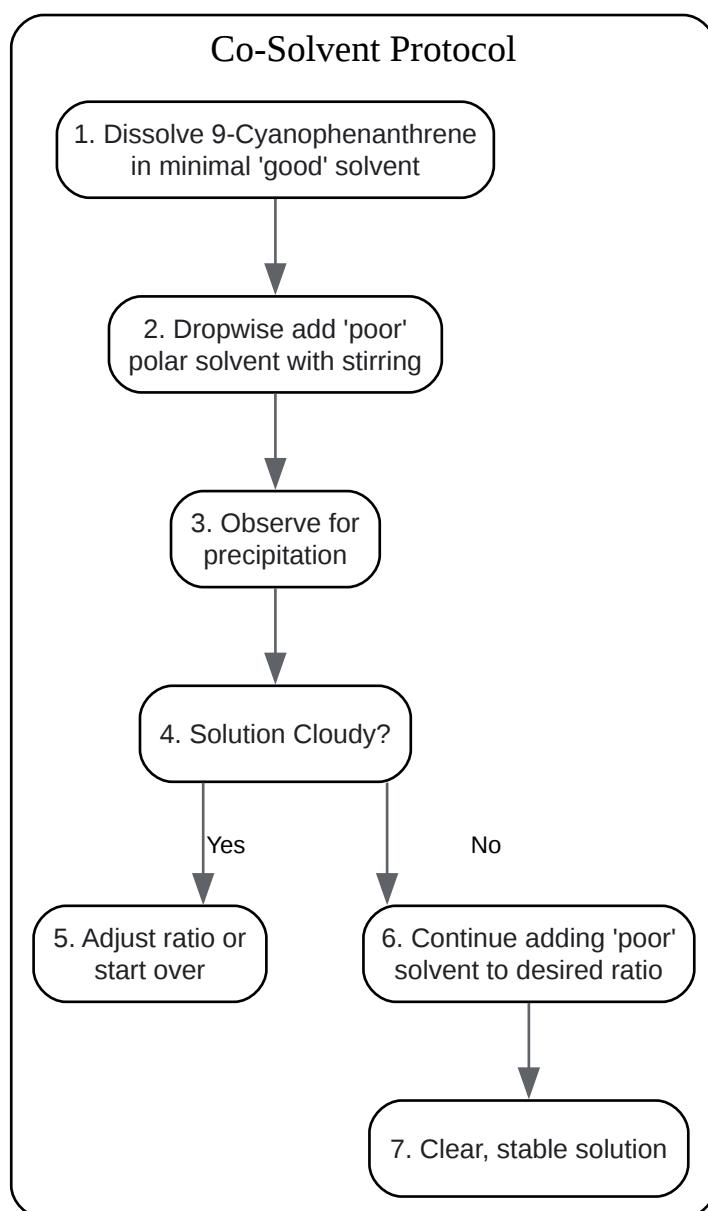 Co-Solvent Protocol
1. Dissolve 9-Cyanophenanthrene
in minimal 'good' solvent
2. Dropwise add 'poor'
polar solvent with stirring
3. Observe for
precipitation
4. Solution Cloudy?
Yes
No
5. Adjust ratio or
start over
6. Continue adding 'poor'
solvent to desired ratio
7. Clear, stable solution